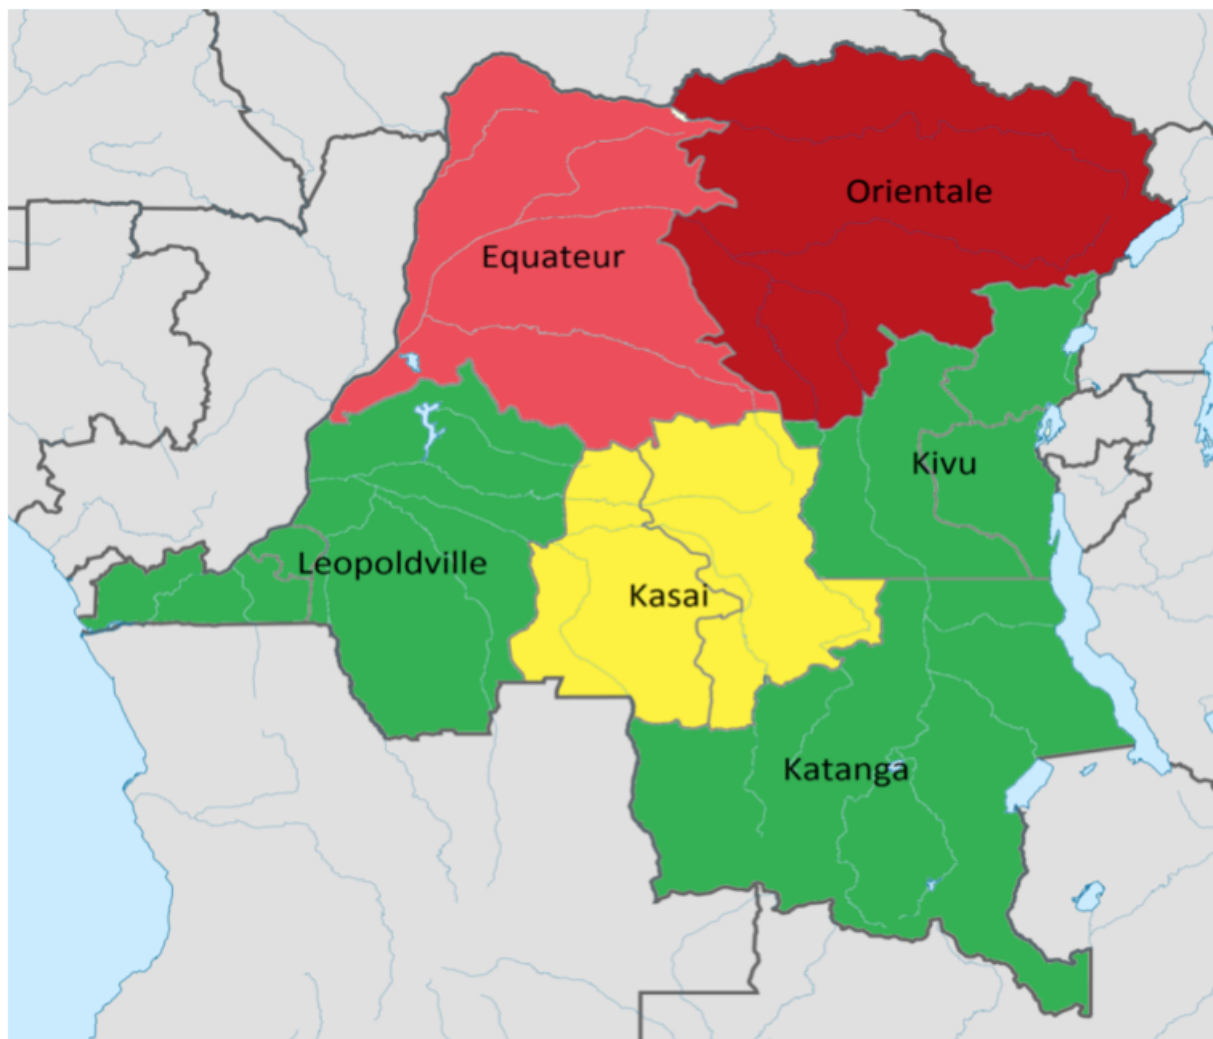 Orientale
Equateur
Kivu
Leopoldville
Kasai
Katanga